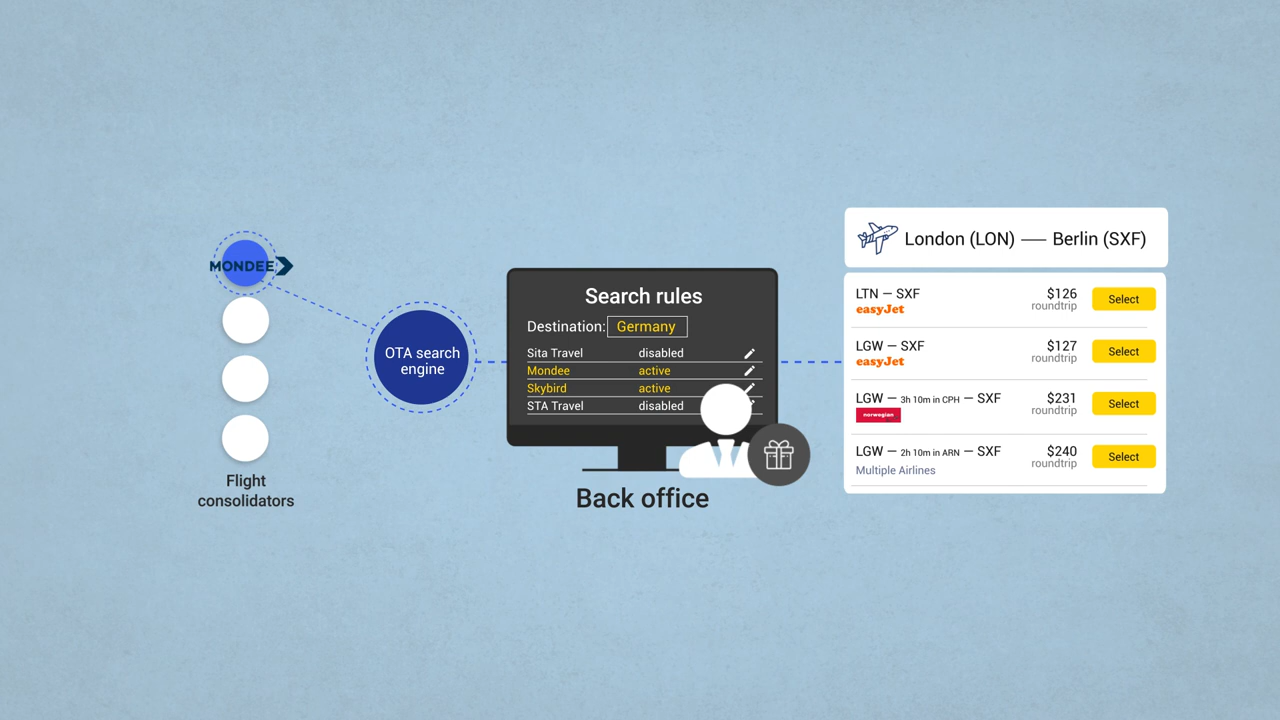 MONDEE
Flight
consolidators
OTA search
engine
Search rules
Destination: Germany
Sita Travel disabled
Mondee active
Skybird active
STA Travel disabled
Back office
London (LON) — Berlin (SXF)
LTN — SXF $126
easyJet roundtrip
Select
LGW — SXF $127
easyJet roundtrip
Select
LGW — 3h 10m in CPH — SXF $231
norwegian roundtrip
Select
LGW — 2h 10m in ARN — SXF $240
Multiple Airlines roundtrip
Select